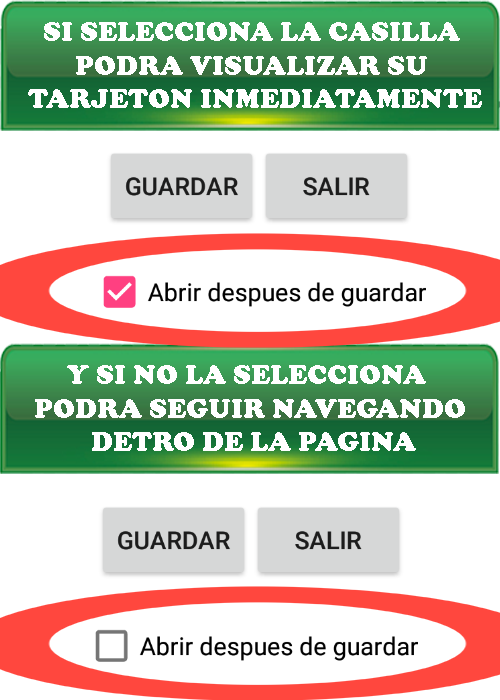 SI SELECCIONA LA CASILLA
PODRA VISUALIZAR SU
TARJETON INMEDIATAMENTE
GUARDAR SALIR
Abrir despues de guardar
Y SI NO LA SELECCIONA
PODRA SEGUIR NAVEGANDO
DETRO DE LA PAGINA
GUARDAR SALIR
Abrir despues de guardar